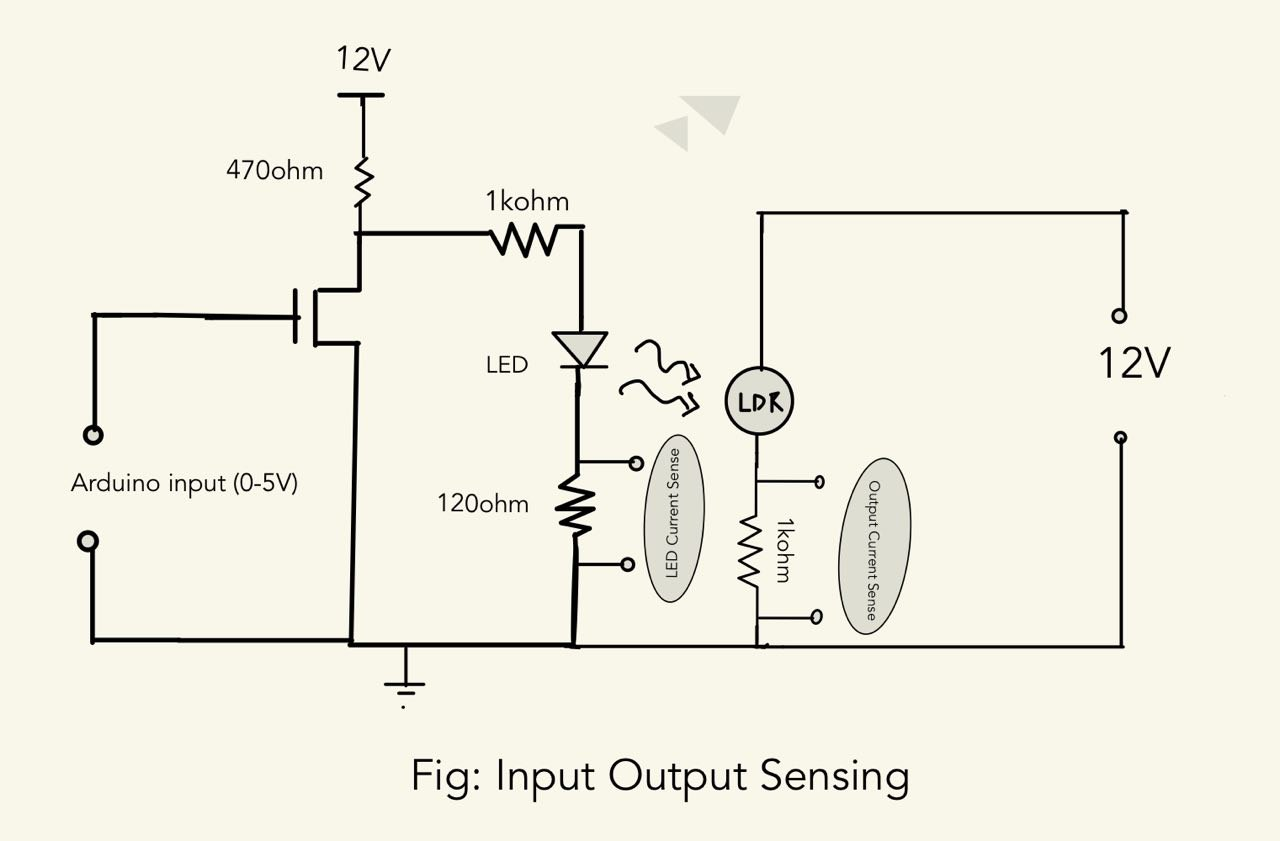 12V
470ohm
1kohm
LED
LDR
12V
Arduino input (0-5V)
120ohm
LED Current Sense
1kohm
Output Current Sense
Fig: Input Output Sensing